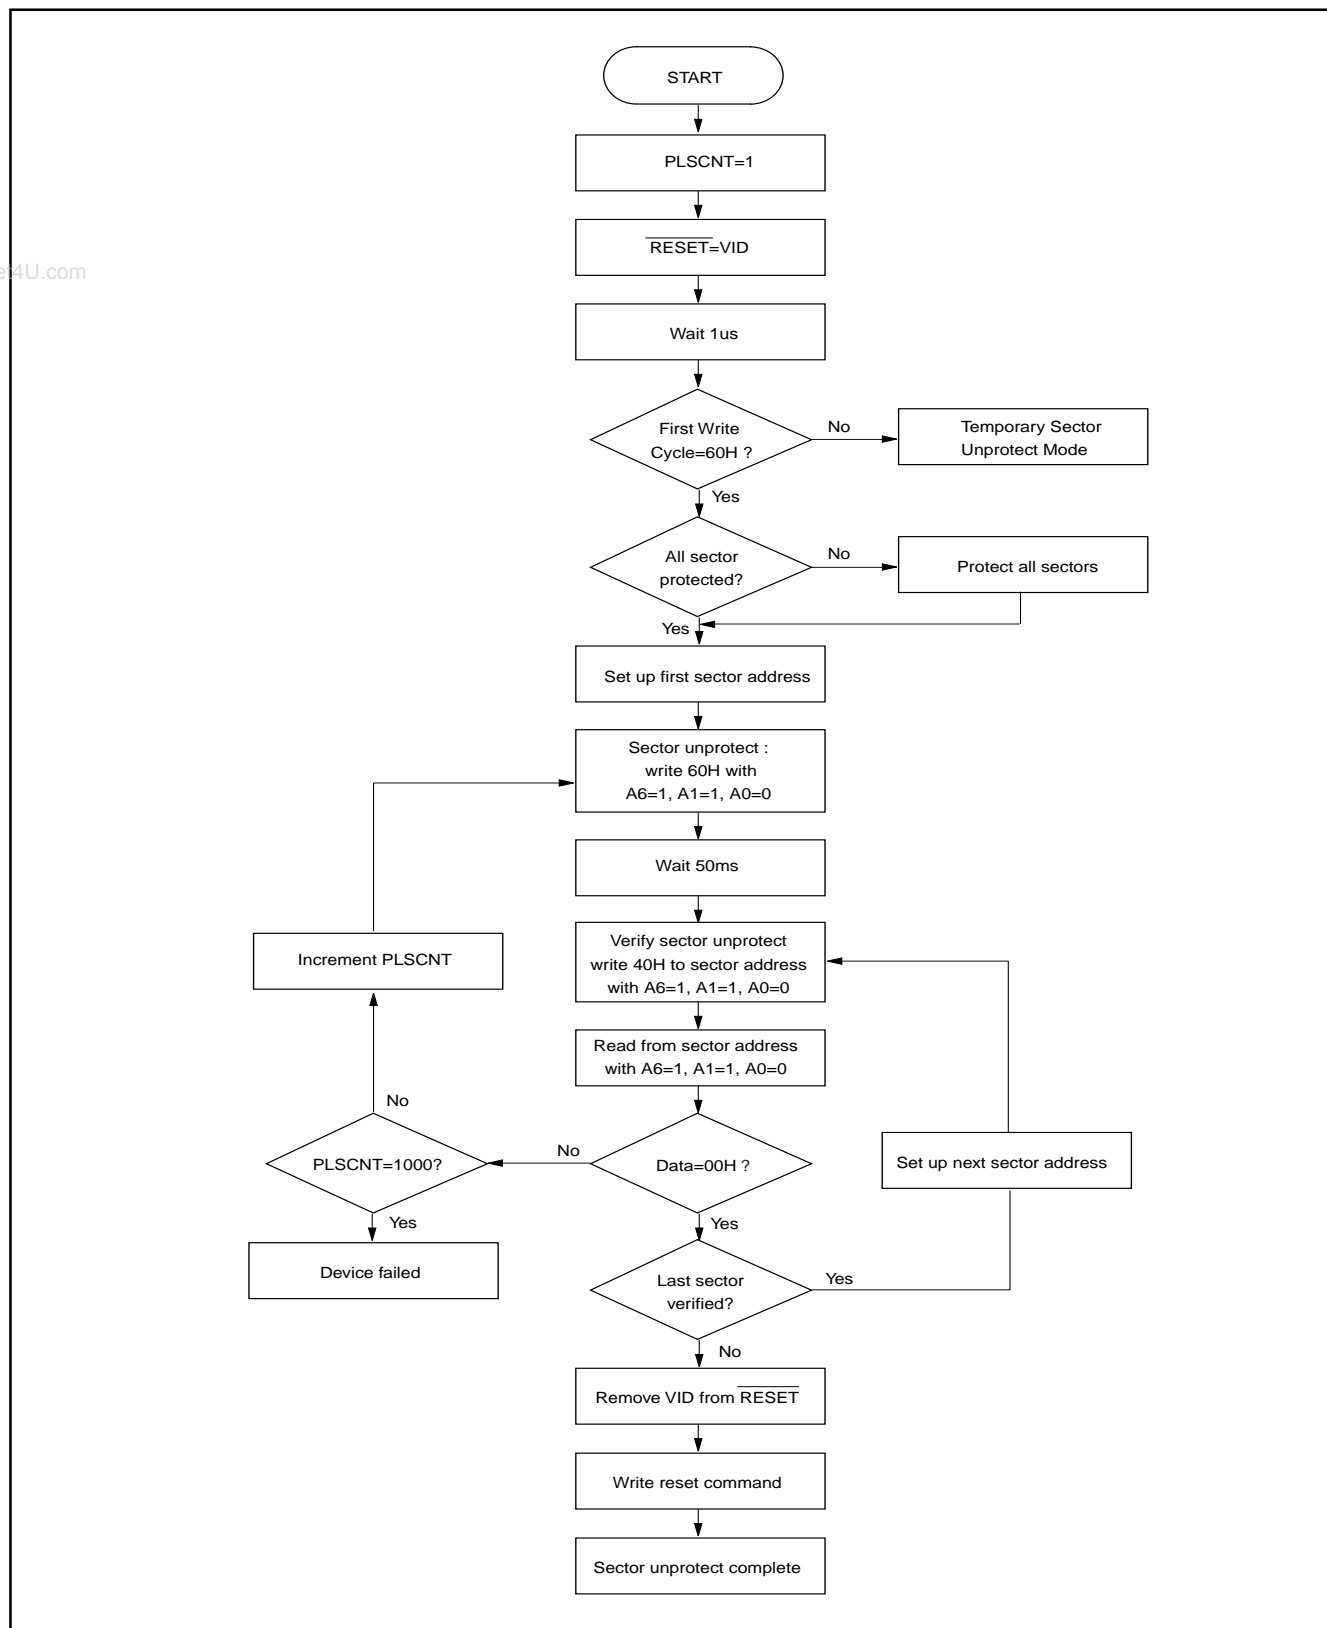 START
PLSCNT=1
RESET=VID
et4U.com
Wait 1us
First Write
Cycle=60H ?
No
Temporary Sector
Unprotect Mode
Yes
All sector
protected?
No
Protect all sectors
Yes
Set up first sector address
Sector unprotect :
write 60H with
A6=1, A1=1, A0=0
Wait 50ms
Increment PLSCNT
Verify sector unprotect
write 40H to sector address
with A6=1, A1=1, A0=0
Read from sector address
with A6=1, A1=1, A0=0
No
PLSCNT=1000?
No
Data=00H ?
Set up next sector address
Yes
Yes
Device failed
Last sector
verified?
Yes
No
Remove VID from RESET
Write reset command
Sector unprotect complete